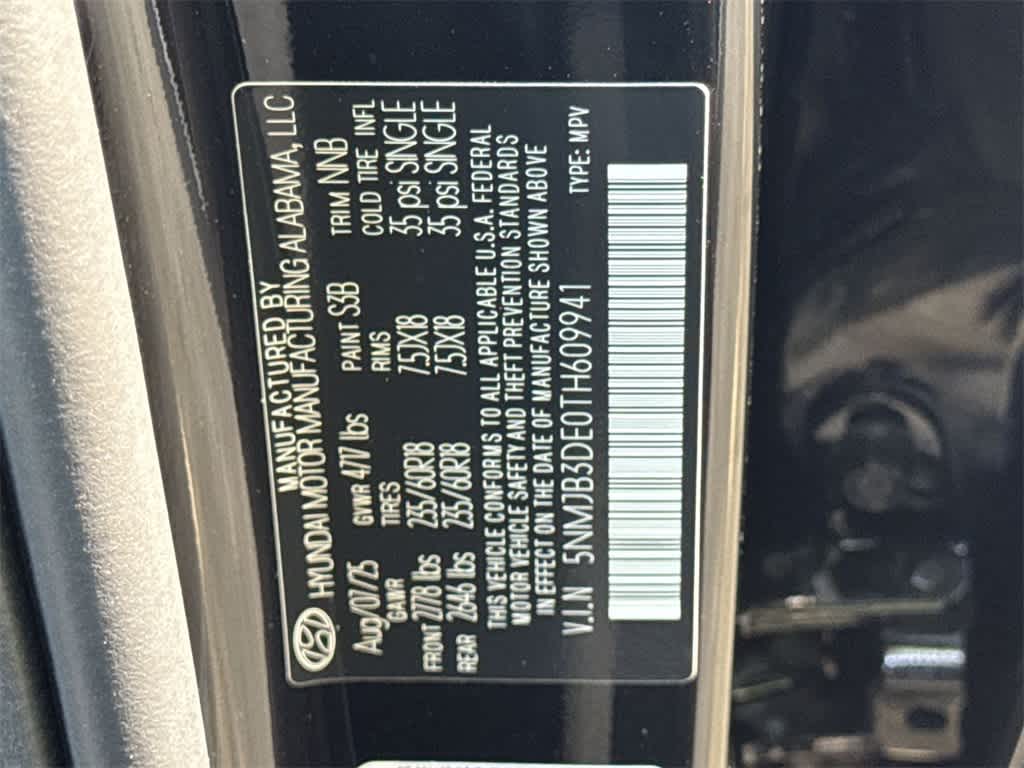 MANUFACTURED BY
HYUNDAI MOTOR MANUFACTURING ALABAMA, LLC
Aug/07/25 GVWR 4717 lbs PAINT S3B TRIM NNB
GAWR TIRES RIMS COLD TIRE INFL
FRONT 2778 lbs 235/60R18 7.5JX18 35 psi SINGLE
REAR 2646 lbs 235/60R18 7.5JX18 35 psi SINGLE
THIS VEHICLE CONFORMS TO ALL APPLICABLE U.S.A. FEDERAL
MOTOR VEHICLE SAFETY AND THEFT PREVENTION STANDARDS
IN EFFECT ON THE DATE OF MANUFACTURE SHOWN ABOVE
V.I.N 5NMJB3DE0TH609941 TYPE: MPV